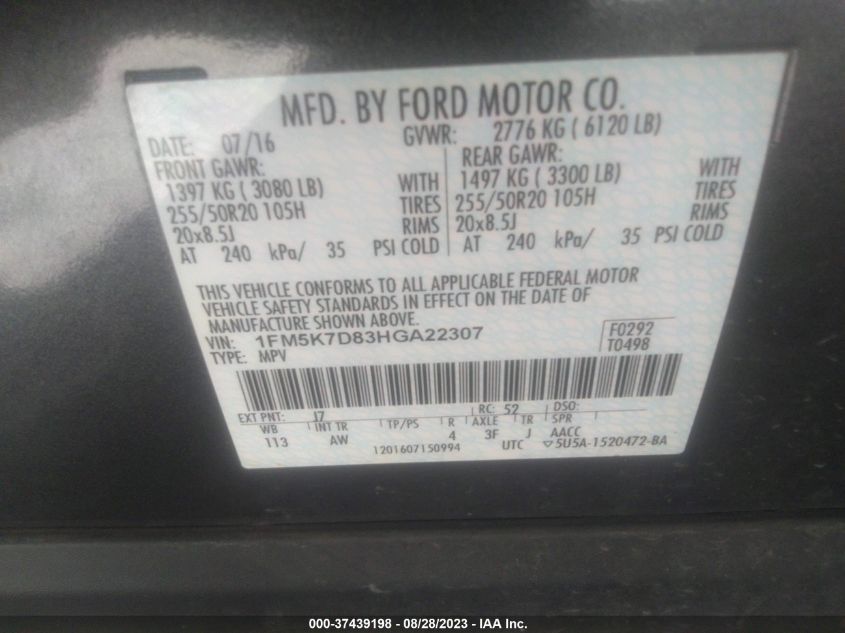 MFD. BY FORD MOTOR CO.
DATE: 07/16 GVWR: 2776 KG ( 6120 LB)
FRONT GAWR: REAR GAWR:
1397 KG ( 3080 LB) WITH 1497 KG ( 3300 LB) WITH
255/50R20 105H TIRES 255/50R20 105H TIRES
20x8.5J RIMS 20x8.5J RIMS
AT 240 kPa/ 35 PSI COLD AT 240 kPa/ 35 PSI COLD
THIS VEHICLE CONFORMS TO ALL APPLICABLE FEDERAL MOTOR
VEHICLE SAFETY STANDARDS IN EFFECT ON THE DATE OF
MANUFACTURE SHOWN ABOVE.
VIN: 1FM5K7D83HGA22307 F0292
TYPE: MPV T0498
EXT PNT: J7 RC: 52 DSO:
WB INT TR TP/PS R AXLE TR SPR
113 AW 4 3F J AACC
1201607150994 UTC ▽5U5A-1520472-BA
000-37439198 - 08/28/2023 - IAA Inc.